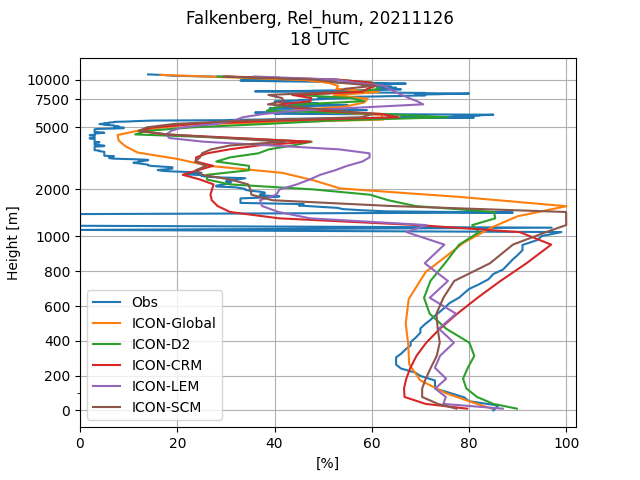 Falkenberg, Rel_hum, 20211126
18 UTC
10000
7500
5000
2000
1000
800
600
400
200
0
Height [m]
Obs
ICON-Global
ICON-D2
ICON-CRM
ICON-LEM
ICON-SCM
0 20 40 60 80 100
[%]